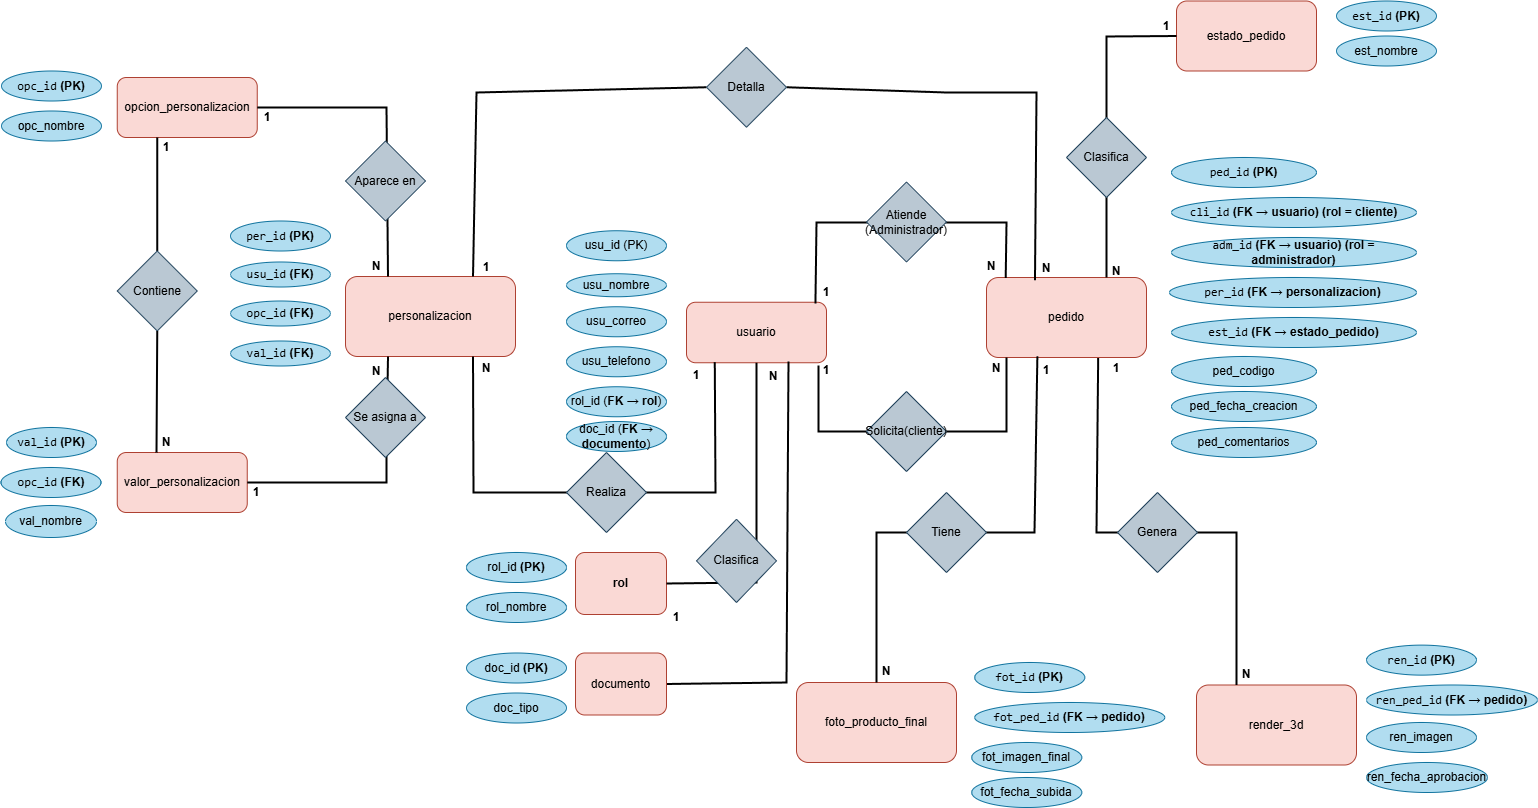 estado_pedido
1
est_id (PK)
est_nombre
Detalla
opc_id (PK)
opc_nombre
opcion_personalizacion
1
1
Aparece en
Clasifica
ped_id (PK)
cli_id (FK → usuario) (rol = cliente)
adm_id (FK → usuario) (rol =
administrador)
per_id (FK → personalizacion)
est_id (FK → estado_pedido)
ped_codigo
ped_fecha_creacion
ped_comentarios
Atiende
(Administrador)
per_id (PK)
usu_id (FK)
opc_id (FK)
val_id (FK)
Contiene
N
1
personalizacion
N
N
usu_id (PK)
usu_nombre
usu_correo
usu_telefono
rol_id (FK → rol)
doc_id (FK →
documento)
1
usuario
1
N
1
N
N
N
pedido
N
1
1
Se asigna a
Solicita(cliente)
N
val_id (PK)
opc_id (FK)
val_nombre
valor_personalizacion
1
Realiza
Tiene
Genera
Clasifica
rol_id (PK)
rol_nombre
rol
1
doc_id (PK)
doc_tipo
documento
N
foto_producto_final
fot_id (PK)
fot_ped_id (FK → pedido)
fot_imagen_final
fot_fecha_subida
N
render_3d
ren_id (PK)
ren_ped_id (FK → pedido)
ren_imagen
ren_fecha_aprobacion